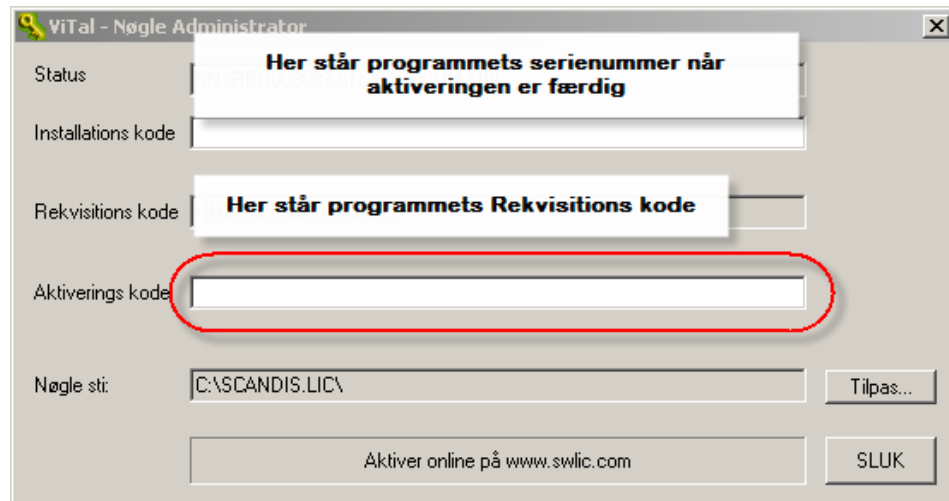 ViTal - Nøgle Administrator
Status
Her står programmets serienummer når
aktiveringen er færdig
Installations kode
Rekvisitions kode
Her står programmets Rekvisitions kode
Aktiverings kode
Nøgle sti:
C:\SCANDIS.LIC\
Tilpas...
Aktiver online på www.swlic.com
SLUK